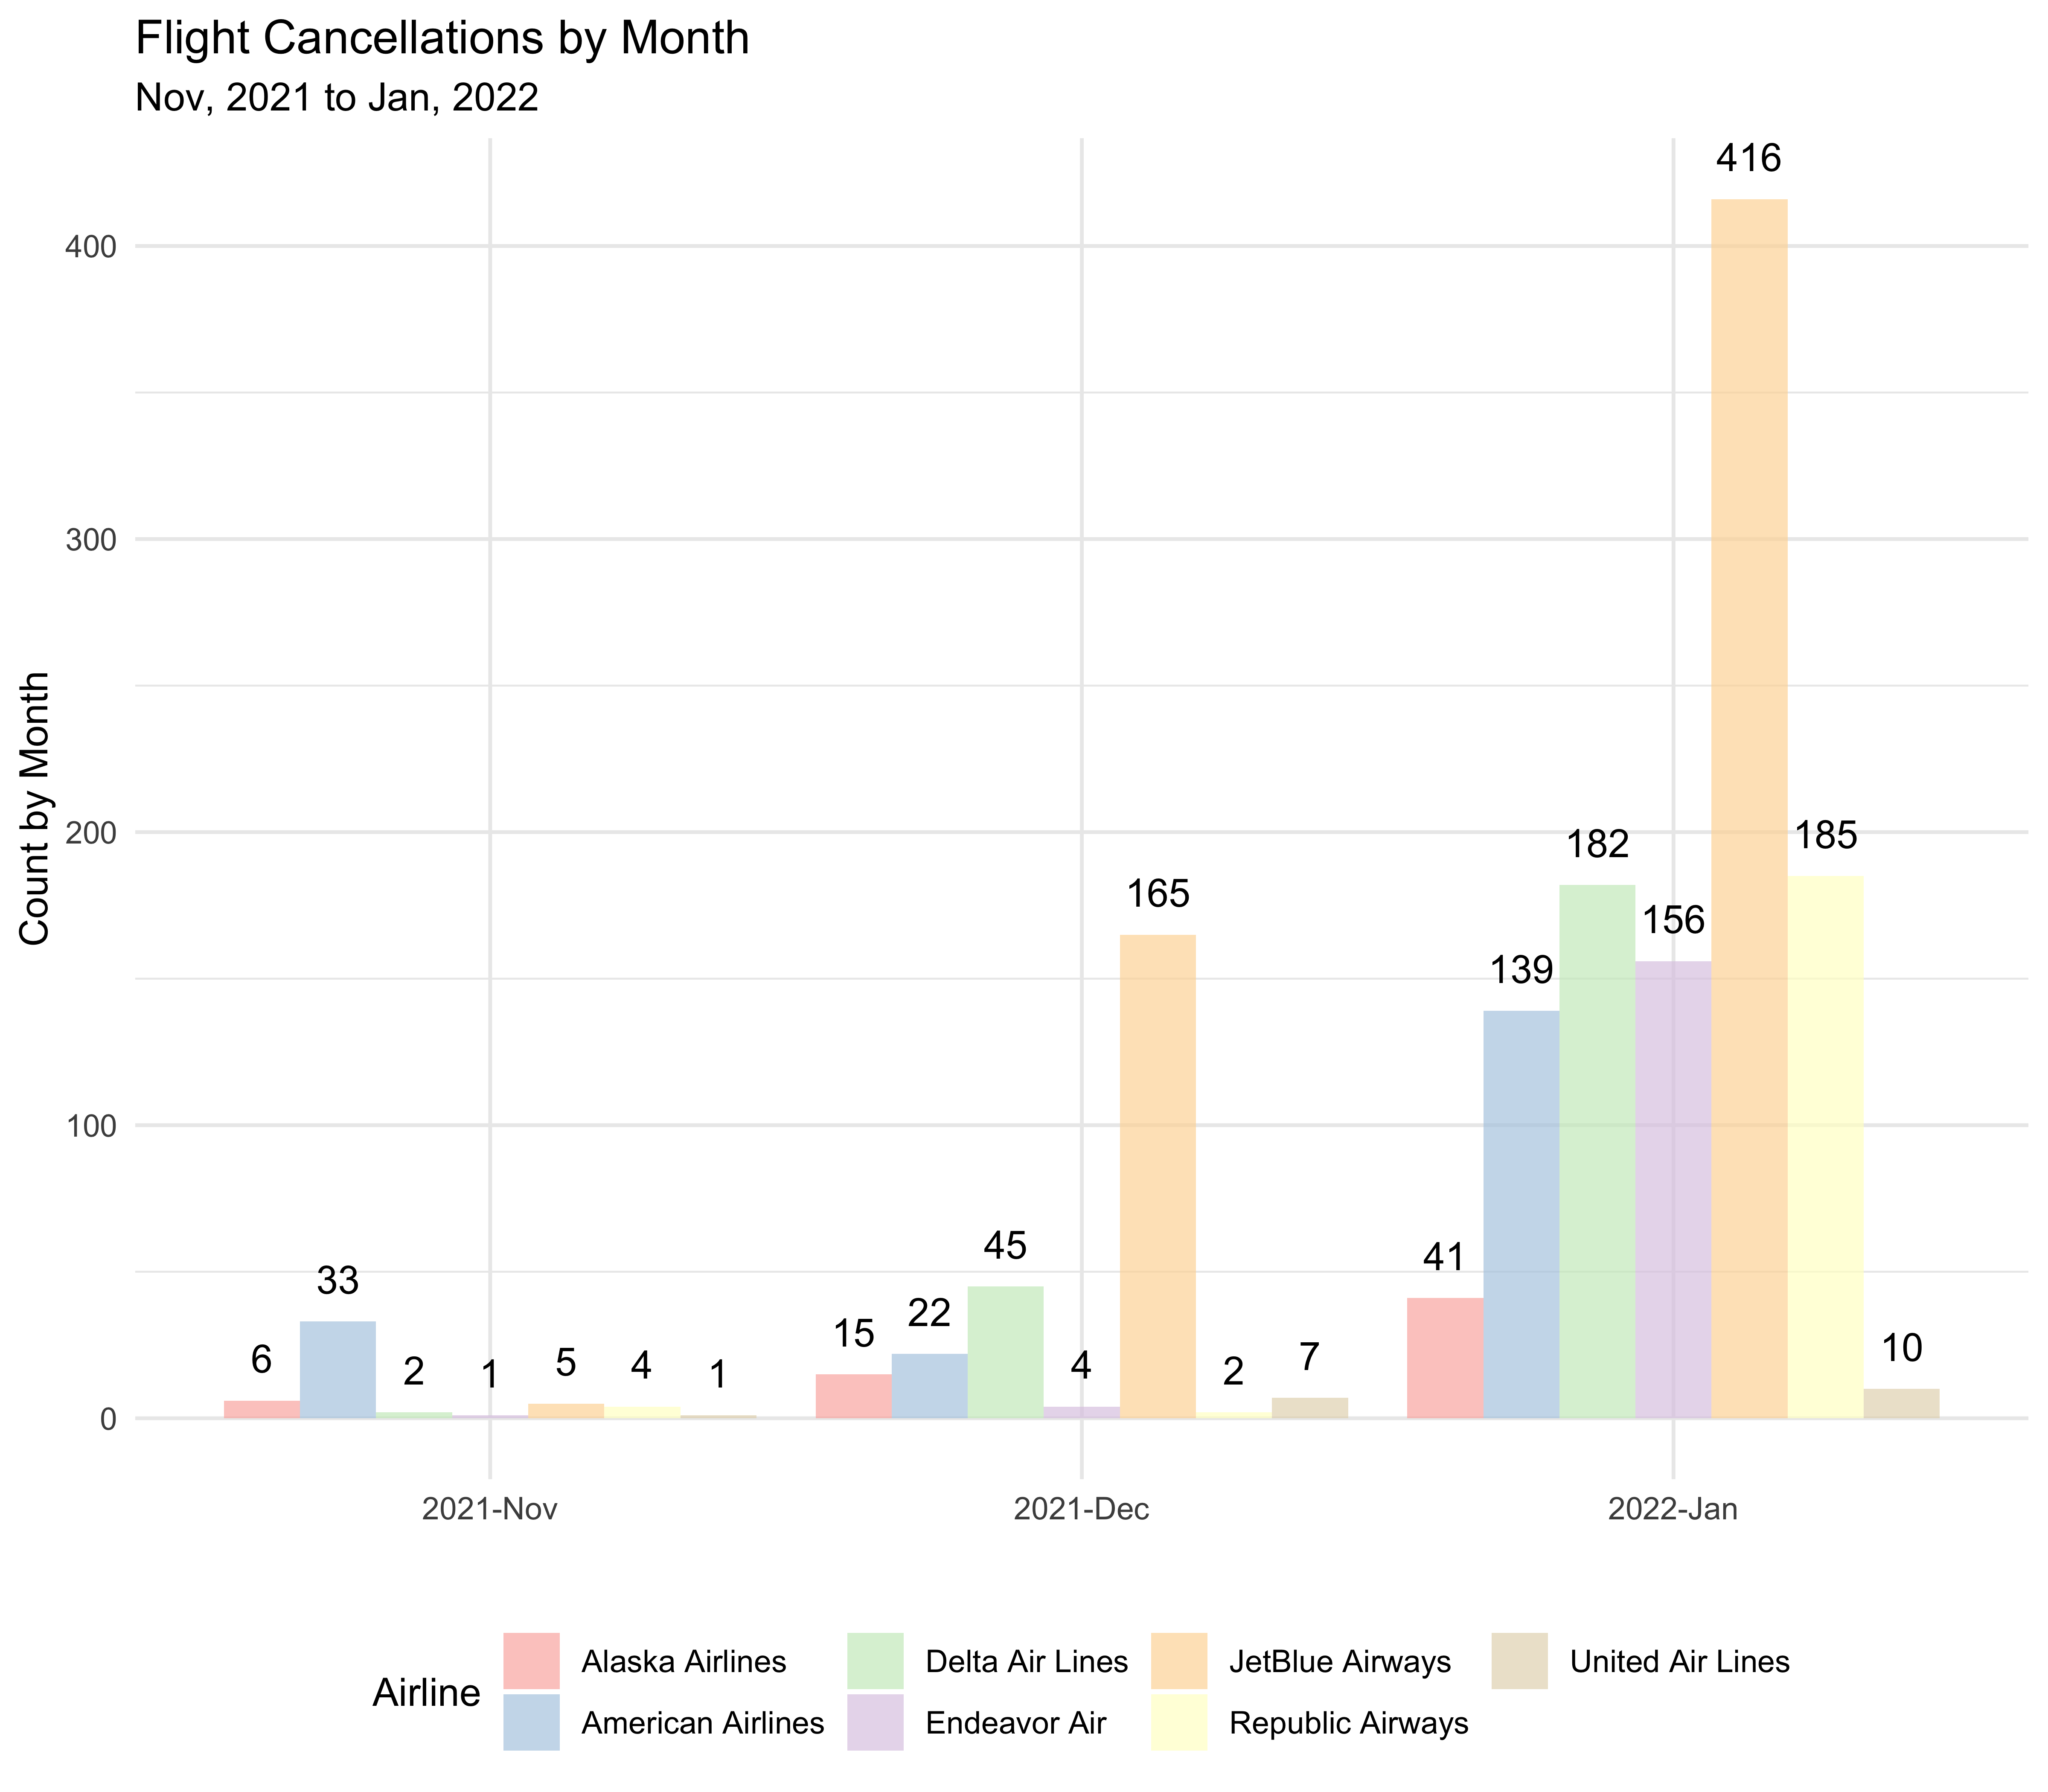 Flight Cancellations by Month
Nov, 2021 to Jan, 2022
Count by Month
400
300
200
100
0
6
33
2
1
5
4
1
15
22
45
4
165
2
7
41
139
182
156
416
185
10
2021-Nov
2021-Dec
2022-Jan
Airline
Alaska Airlines
American Airlines
Delta Air Lines
Endeavor Air
JetBlue Airways
Republic Airways
United Air Lines